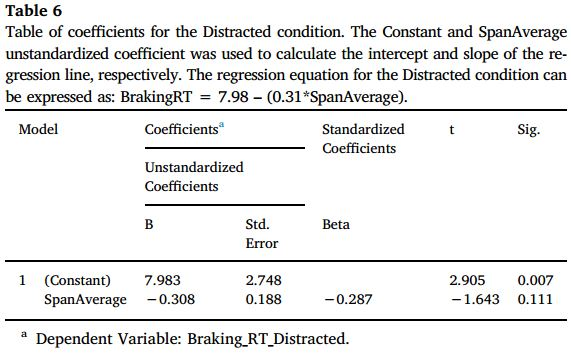 Table 6
Table of coefficients for the Distracted condition. The Constant and SpanAverage
unstandardized coefficient was used to calculate the intercept and slope of the re-
gression line, respectively. The regression equation for the Distracted condition can
be expressed as: BrakingRT = 7.98 – (0.31*SpanAverage).
Model Coefficientsᵃ Standardized Coefficients t Sig.
Unstandardized Coefficients
B Std. Error Beta
1 (Constant) 7.983 2.748 2.905 0.007
SpanAverage −0.308 0.188 −0.287 −1.643 0.111
ᵃ Dependent Variable: Braking_RT_Distracted.